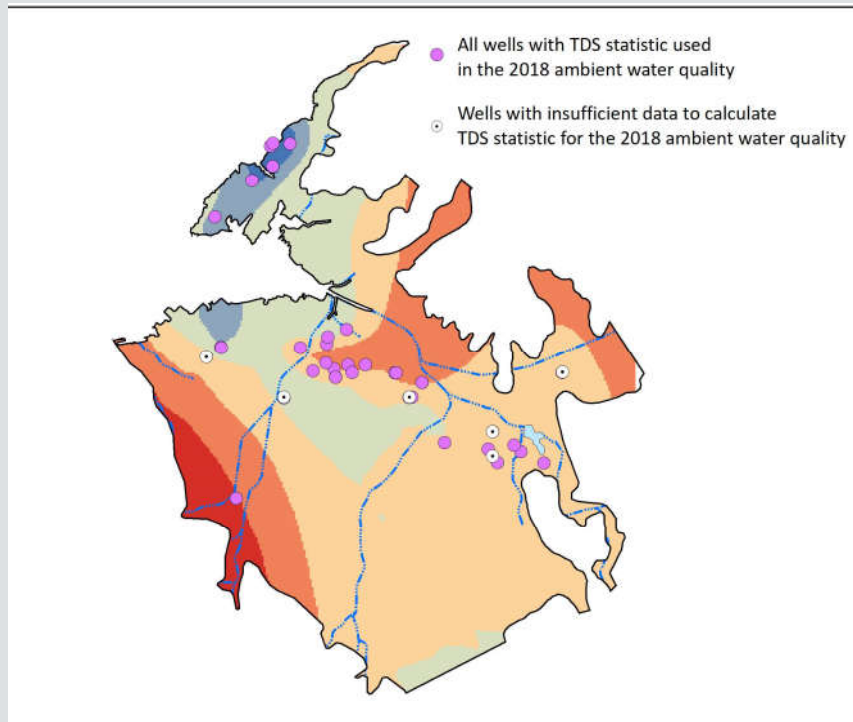 All wells with TDS statistic used
in the 2018 ambient water quality
Wells with insufficient data to calculate
TDS statistic for the 2018 ambient water quality